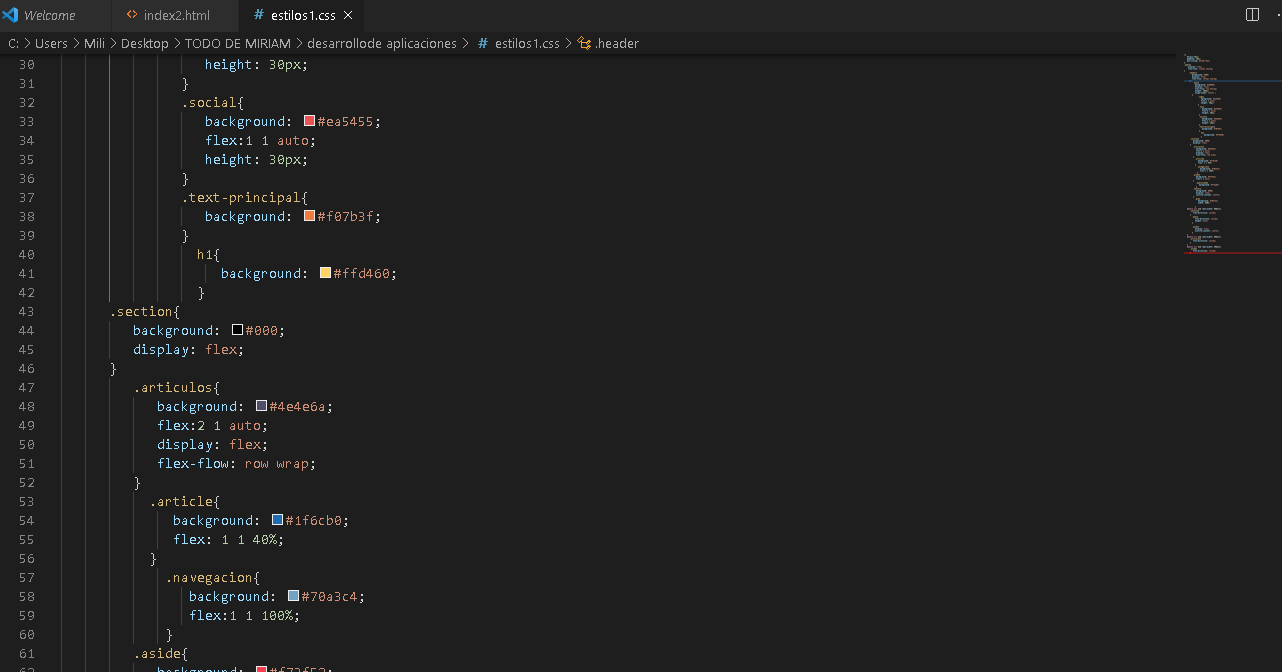 Welcome
index2.html
estilos1.css
C: > Users > Mili > Desktop > TODO DE MIRIAM > desarrollode aplicaciones > # estilos1.css > .header
30 height: 30px;
31 }
32 .social{
33 background: #ea5455;
34 flex:1 1 auto;
35 height: 30px;
36 }
37 .text-principal{
38 background: #f07b3f;
39 }
40 h1{
41 background: #ffd460;
42 }
43 .section{
44 background: #000;
45 display: flex;
46 }
47 .articulos{
48 background: #4e4e6a;
49 flex:2 1 auto;
50 display: flex;
51 flex-flow: row wrap;
52 }
53 .article{
54 background: #1f6cb0;
55 flex: 1 1 40%;
56 }
57 .navegacion{
58 background: #70a3c4;
59 flex:1 1 100%;
60 }
61 .aside{
62 background: